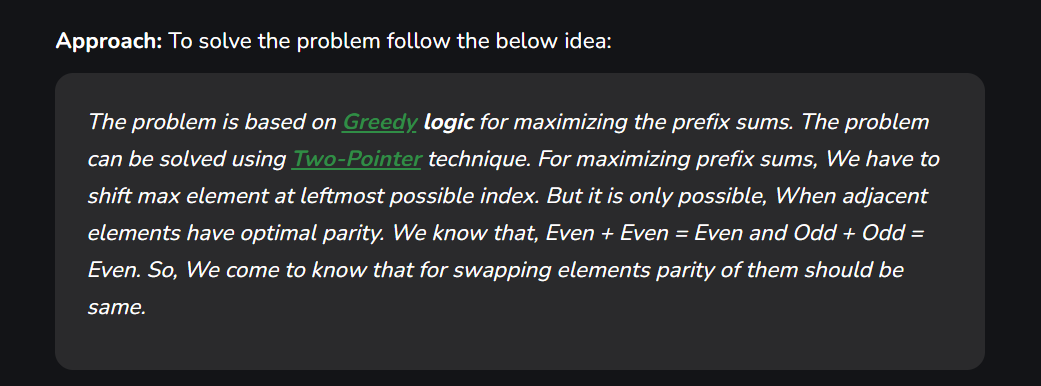 Approach: To solve the problem follow the below idea:
The problem is based on Greedy logic for maximizing the prefix sums. The problem
can be solved using Two-Pointer technique. For maximizing prefix sums, We have to
shift max element at leftmost possible index. But it is only possible, When adjacent
elements have optimal parity. We know that, Even + Even = Even and Odd + Odd =
Even. So, We come to know that for swapping elements parity of them should be
same.